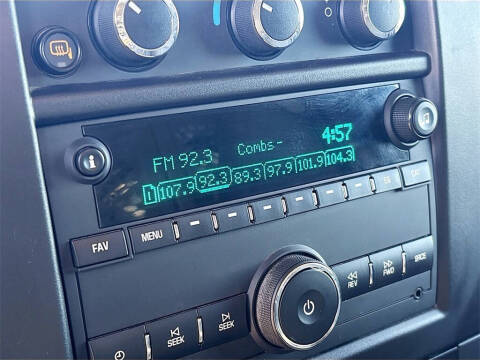 4:57
FM 92.3 Combs-
1 107.9 92.3 89.3 97.9 101.9 104.3
FAV MENU
REV FWD SRCE
SEEK SEEK